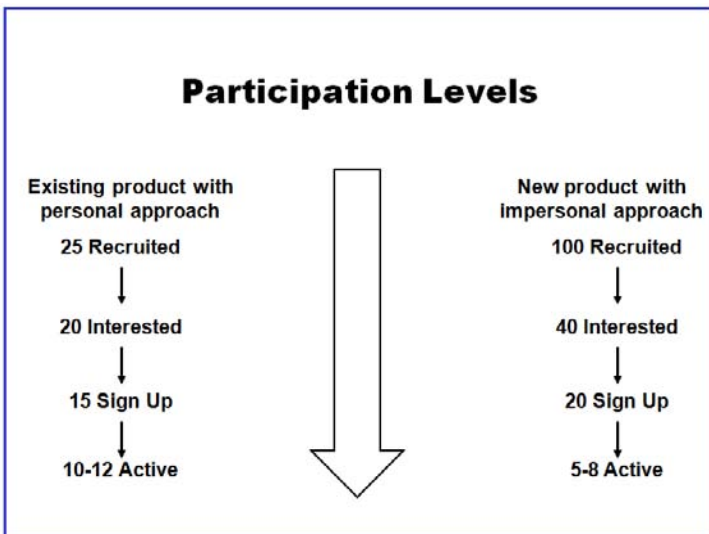 Participation Levels
Existing product with
personal approach
25 Recruited
20 Interested
15 Sign Up
10-12 Active
New product with
impersonal approach
100 Recruited
40 Interested
20 Sign Up
5-8 Active